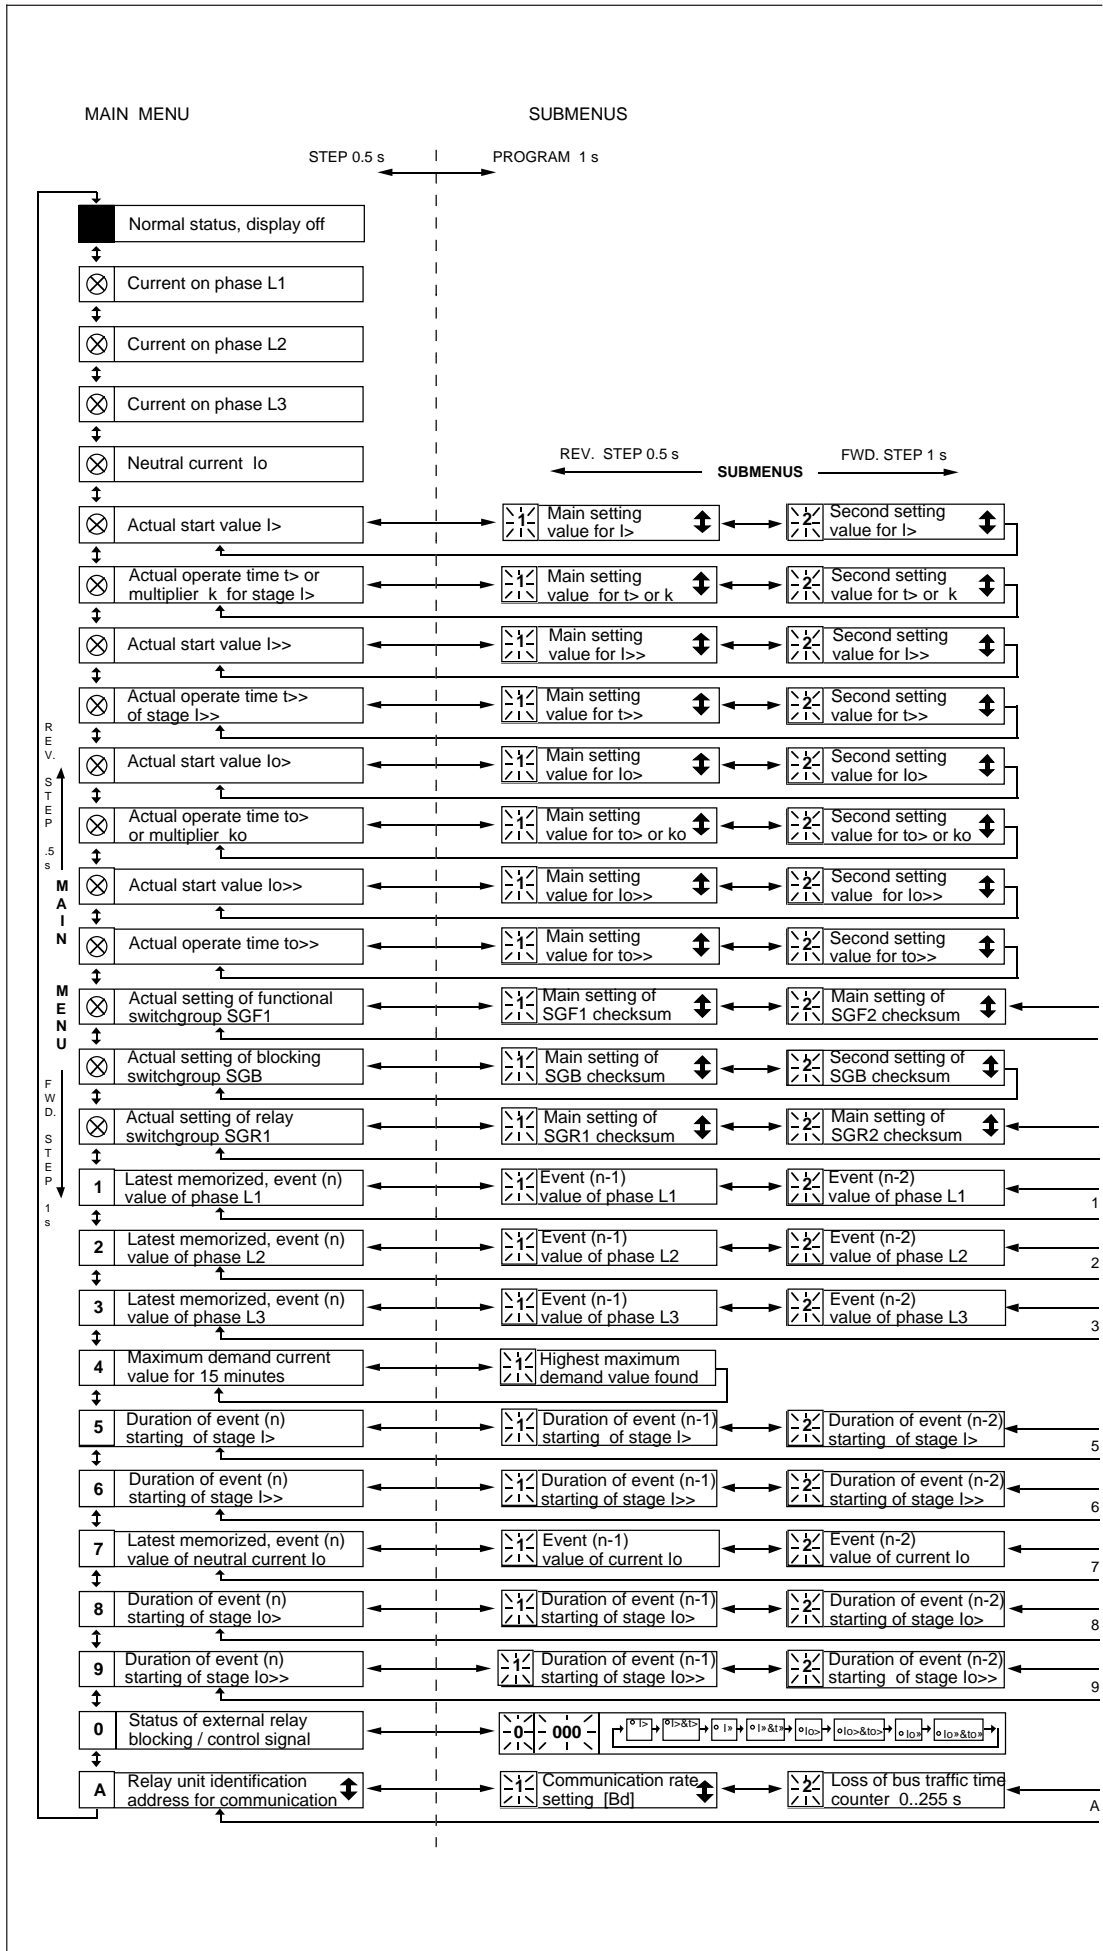 MAIN MENU
SUBMENUS
STEP 0.5 s
PROGRAM 1 s
Normal status, display off
Current on phase L1
Current on phase L2
Current on phase L3
Neutral current Io
REV. STEP 0.5 s
SUBMENUS
FWD. STEP 1 s
Actual start value I>
1 Main setting
value for I>
2 Second setting
value for I>
Actual operate time t> or
multiplier k for stage I>
1 Main setting
value for t> or k
2 Second setting
value for t> or k
Actual start value I>>
1 Main setting
value for I>>
2 Second setting
value for I>>
Actual operate time t>>
of stage I>>
1 Main setting
value for t>>
2 Second setting
value for t>>
Actual start value Io>
1 Main setting
value for Io>
2 Second setting
value for Io>
Actual operate time to>
or multiplier ko
1 Main setting
value for to> or ko
2 Second setting
value for to> or ko
Actual start value Io>>
1 Main setting
value for Io>>
2 Second setting
value for Io>>
Actual operate time to>>
1 Main setting
value for to>>
2 Second setting
value for to>>
Actual setting of functional
switchgroup SGF1
1 Main setting of
SGF1 checksum
2 Main setting of
SGF2 checksum
Actual setting of blocking
switchgroup SGB
1 Main setting of
SGB checksum
2 Second setting of
SGB checksum
Actual setting of relay
switchgroup SGR1
1 Main setting of
SGR1 checksum
2 Main setting of
SGR2 checksum
REV. STEP .5 s
MAIN MENU
FWD. STEP 1 s
1 Latest memorized, event (n)
value of phase L1
1 Event (n-1)
value of phase L1
2 Event (n-2)
value of phase L1
1
2 Latest memorized, event (n)
value of phase L2
1 Event (n-1)
value of phase L2
2 Event (n-2)
value of phase L2
2
3 Latest memorized, event (n)
value of phase L3
1 Event (n-1)
value of phase L3
2 Event (n-2)
value of phase L3
3
4 Maximum demand current
value for 15 minutes
1 Highest maximum
demand value found
5 Duration of event (n)
starting of stage I>
1 Duration of event (n-1)
starting of stage I>
2 Duration of event (n-2)
starting of stage I>
5
6 Duration of event (n)
starting of stage I>>
1 Duration of event (n-1)
starting of stage I>>
2 Duration of event (n-2)
starting of stage I>>
6
7 Latest memorized, event (n)
value of neutral current Io
1 Event (n-1)
value of current Io
2 Event (n-2)
value of current Io
7
8 Duration of event (n)
starting of stage Io>
1 Duration of event (n-1)
starting of stage Io>
2 Duration of event (n-2)
starting of stage Io>
8
9 Duration of event (n)
starting of stage Io>>
1 Duration of event (n-1)
starting of stage Io>>
2 Duration of event (n-2)
starting of stage Io>>
9
0 Status of external relay
blocking / control signal
0 000 I> I>&t> I» I»&t» Io> Io>&to> Io» Io»&to»
A Relay unit identification
address for communication
1 Communication rate
setting [Bd]
2 Loss of bus traffic time
counter 0..255 s
A